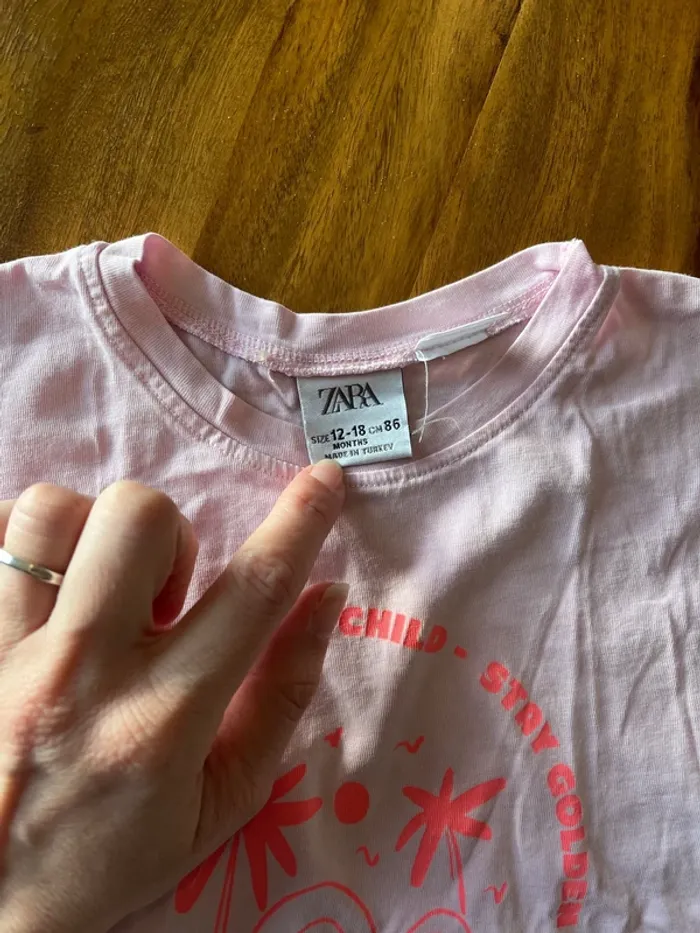 ZARA
SIZE 12-18 CM 86
MONTHS
MADE IN TURKEY
CHILD - STAY GOLDEN